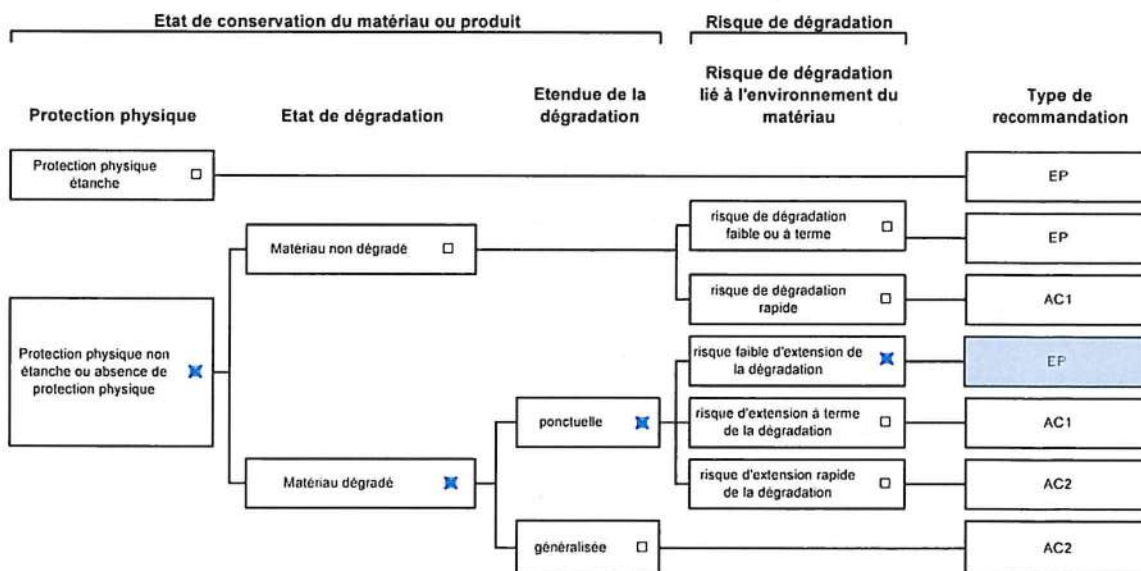 Etat de conservation du matériau ou produit
Risque de dégradation
Protection physique
Etat de dégradation
Etendue de la
dégradation
Risque de dégradation
lié à l'environnement du
matériau
Type de
recommandation
Protection physique
étanche
EP
Matériau non dégradé
risque de dégradation
faible ou à terme
EP
risque de dégradation
rapide
AC1
Protection physique non
étanche ou absence de
protection physique
risque faible d'extension de
la dégradation
EP
ponctuelle
risque d'extension à terme
de la dégradation
AC1
Matériau dégradé
risque d'extension rapide
de la dégradation
AC2
généralisée
AC2